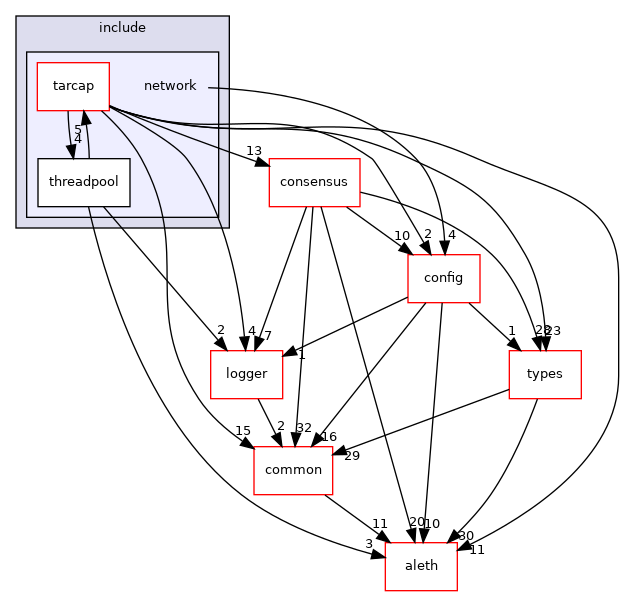 include
tarcap
network
5
4
13
threadpool
consensus
10
2
4
config
2
4
7
1
1
28
23
logger
types
15
2
32
16
29
common
11
20
10
30
3
11
aleth